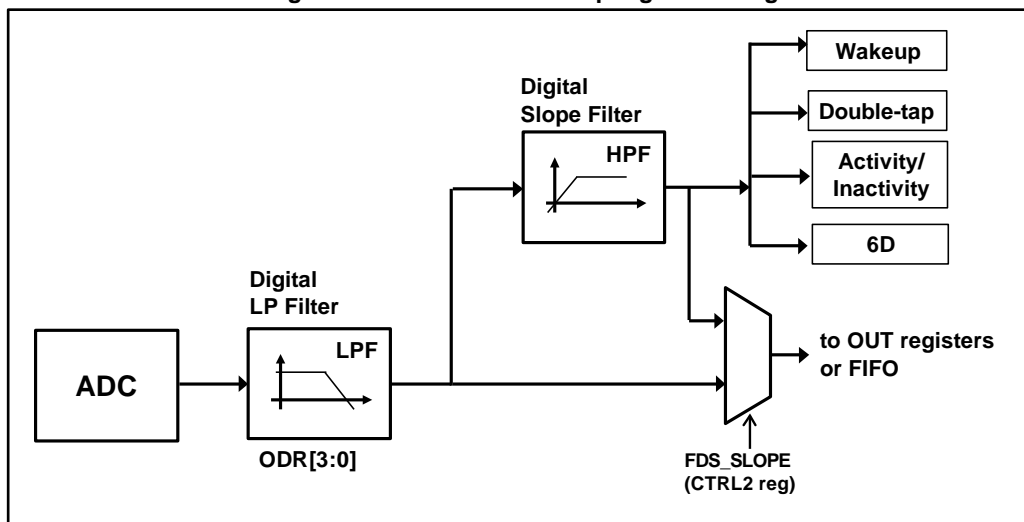 Wakeup
Digital
Slope Filter
Double-tap
HPF
Activity/
Inactivity
6D
Digital
LP Filter
LPF
to OUT registers
or FIFO
ADC
ODR[3:0]
FDS_SLOPE
(CTRL2 reg)